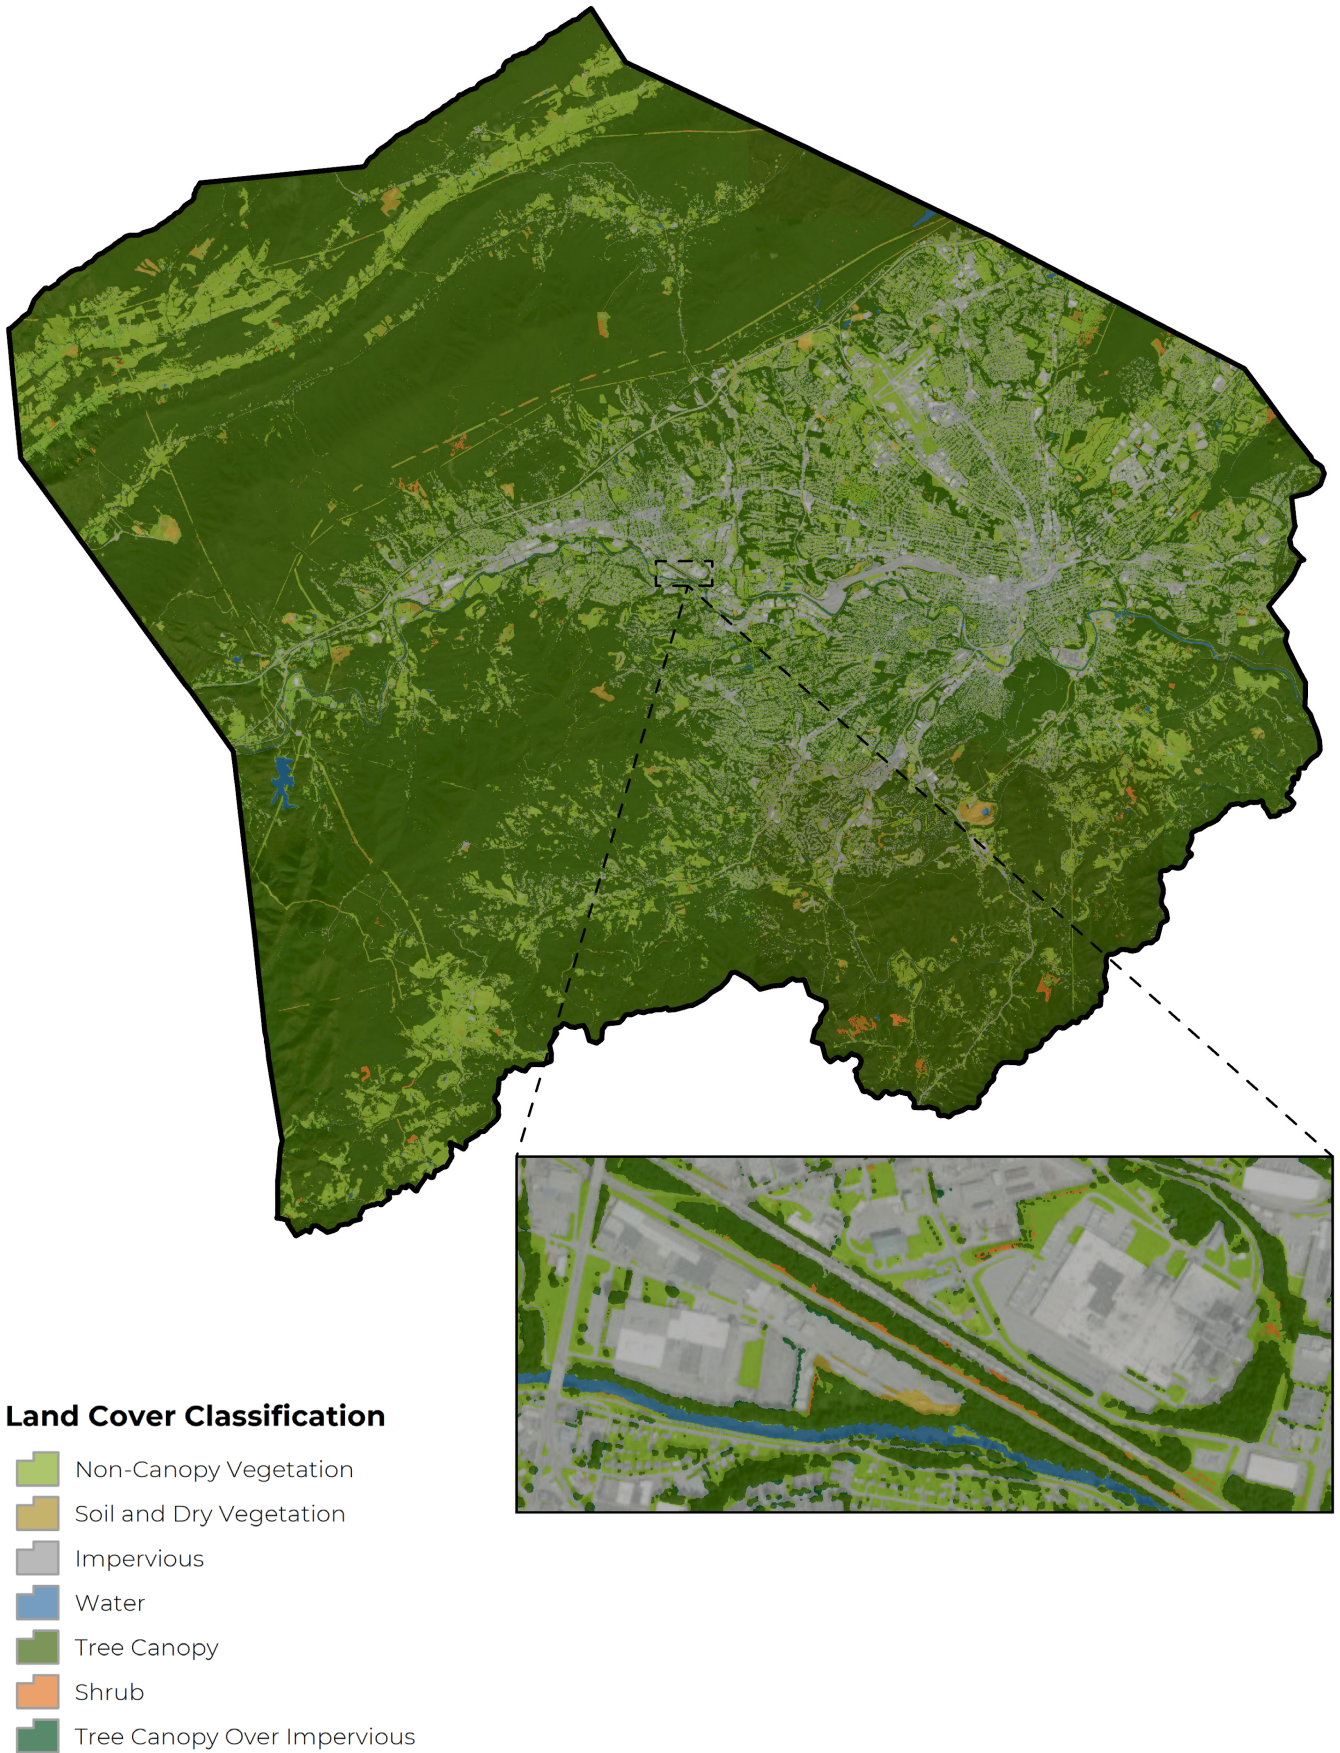 Land Cover Classification
Non-Canopy Vegetation
Soil and Dry Vegetation
Impervious
Water
Tree Canopy
Shrub
Tree Canopy Over Impervious